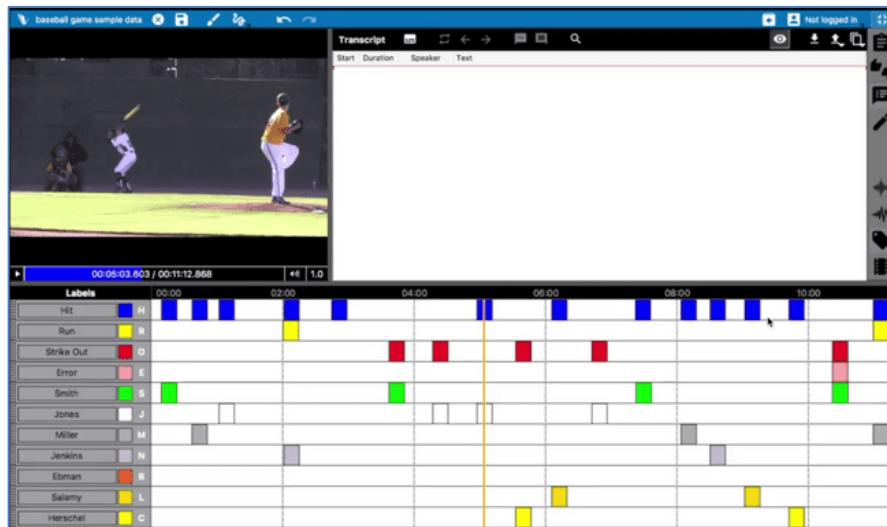 baseball game sample data
Not logged in
Transcript
Start Duration Speaker Text
00:05:03.603 / 00:11:12.868
1.0
Labels 00:00 02:00 04:00 06:00 08:00 10:00
Hit H
Run R
Strike Out O
Error E
Smith S
Jones J
Miller M
Jenkins N
Ebman B
Salamy L
Herschel C